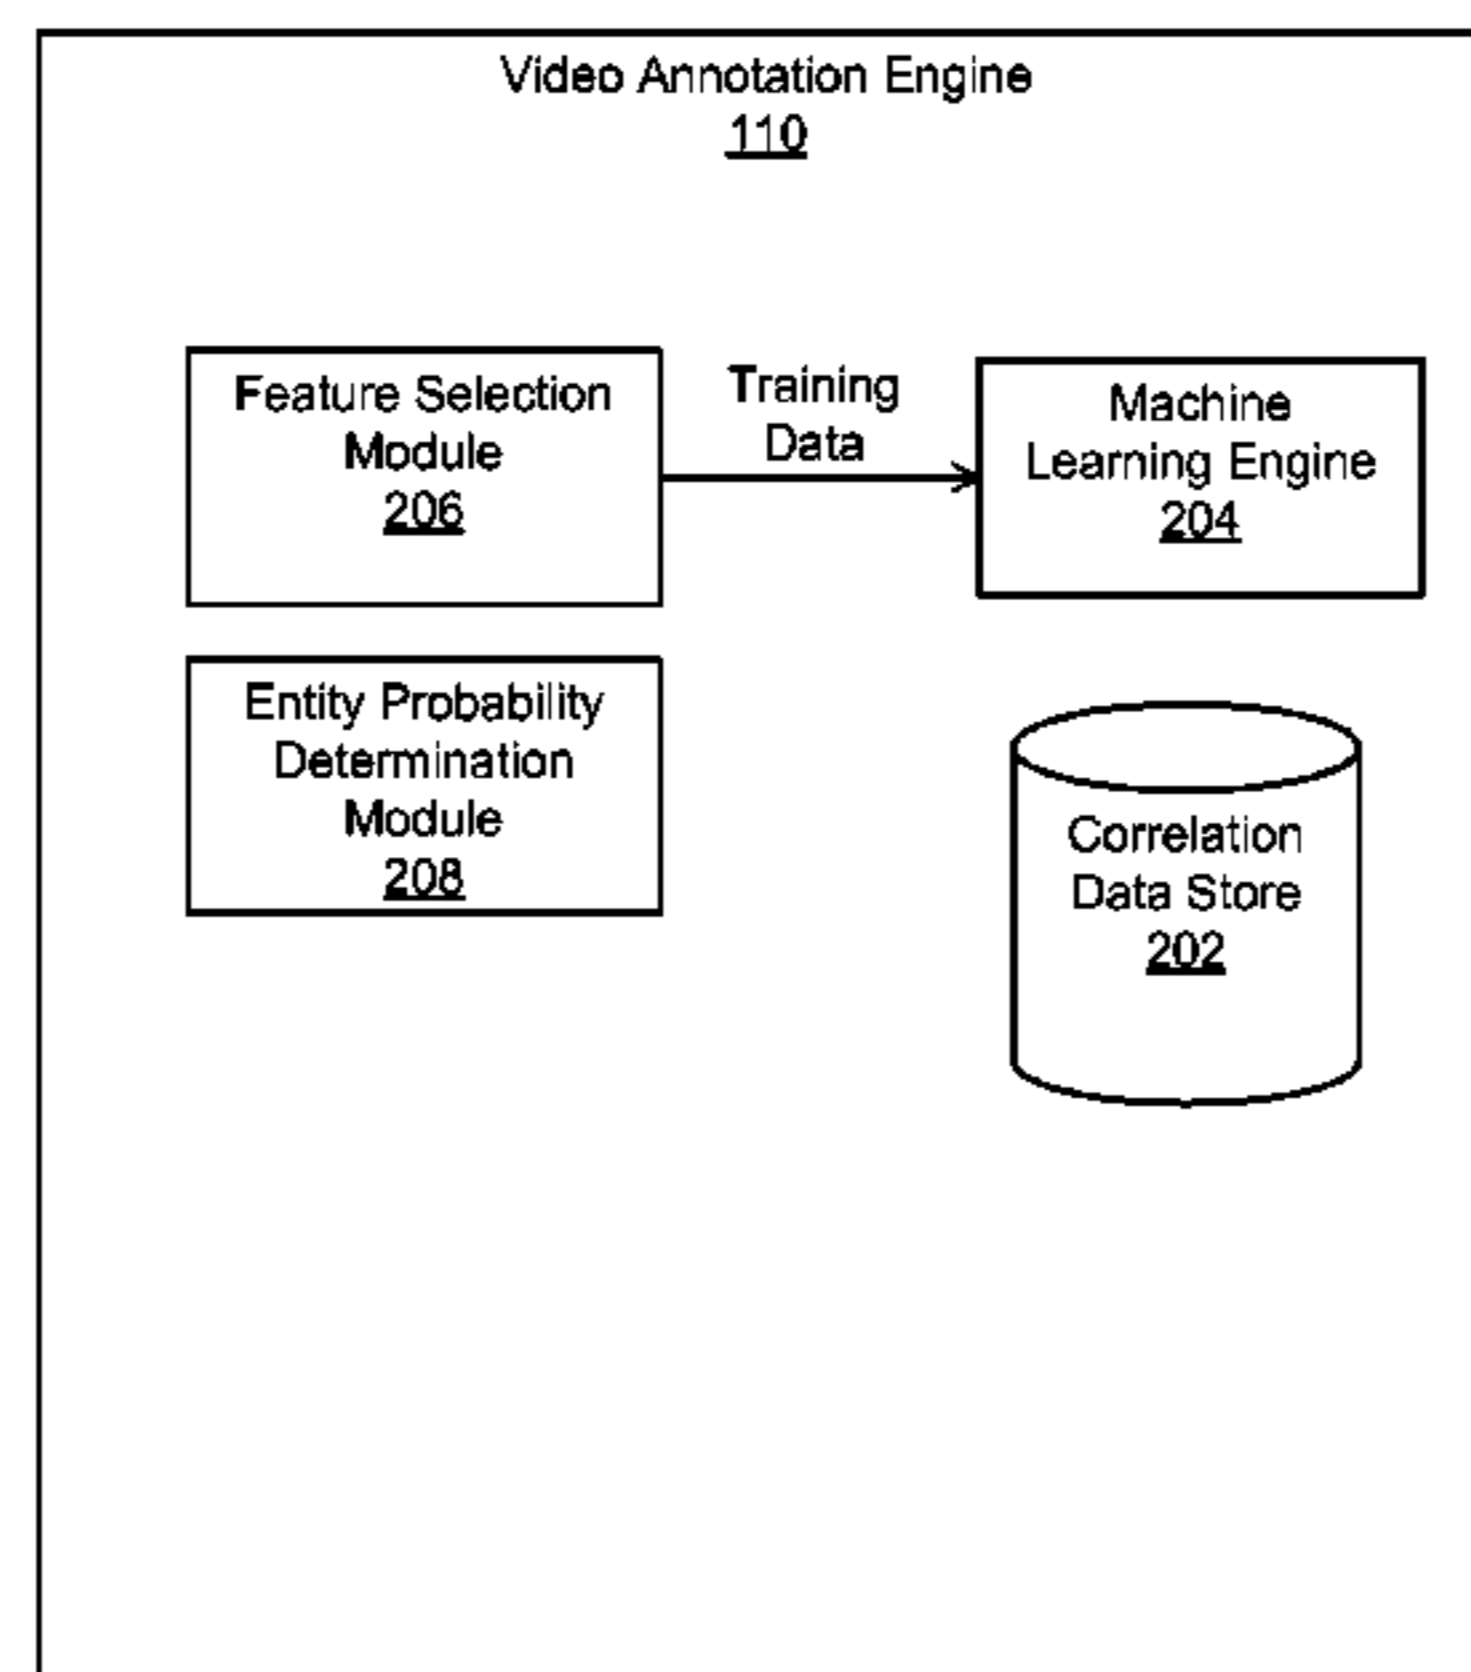 Video Annotation Engine
110
Feature Selection
Module
206
Training
Data
Machine
Learning Engine
204
Entity Probability
Determination
Module
208
Correlation
Data Store
202